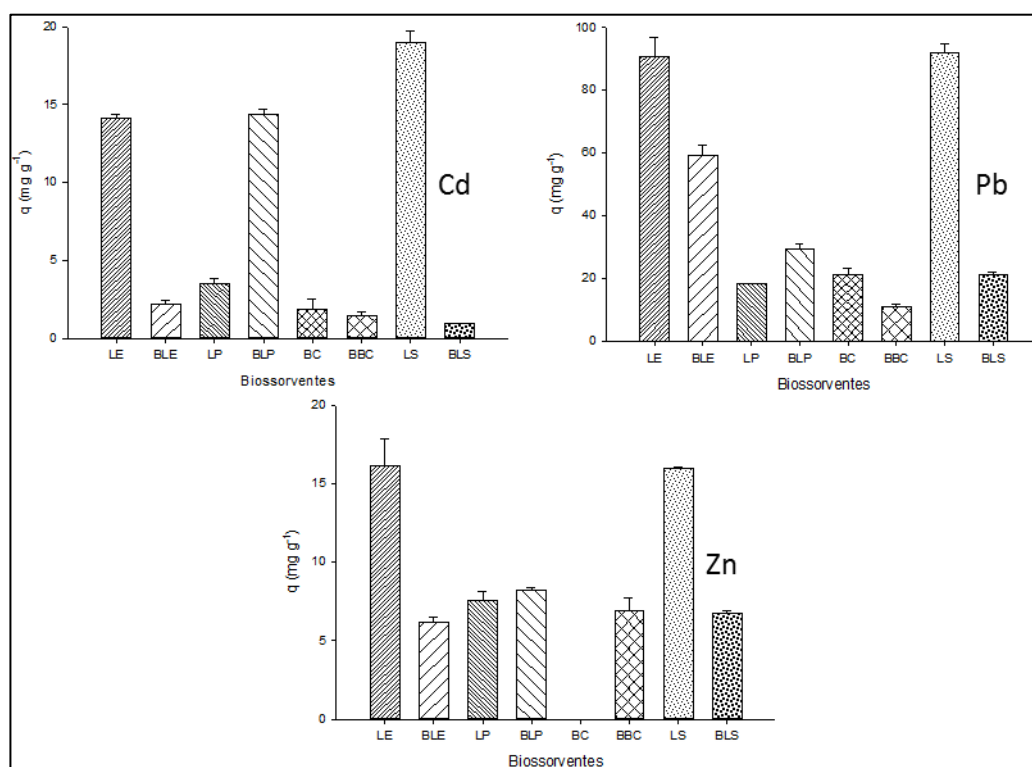 20
15
10
5
0
q (mg g⁻¹)
Cd
LE BLE LP BLP BC BBC LS BLS
Biossorventes
100
80
60
40
20
0
q (mg g⁻¹)
Pb
LE BLE LP BLP BC BBC LS BLS
Biossorventes
20
15
10
5
0
q (mg g⁻¹)
Zn
LE BLE LP BLP BC BBC LS BLS
Biossorventes